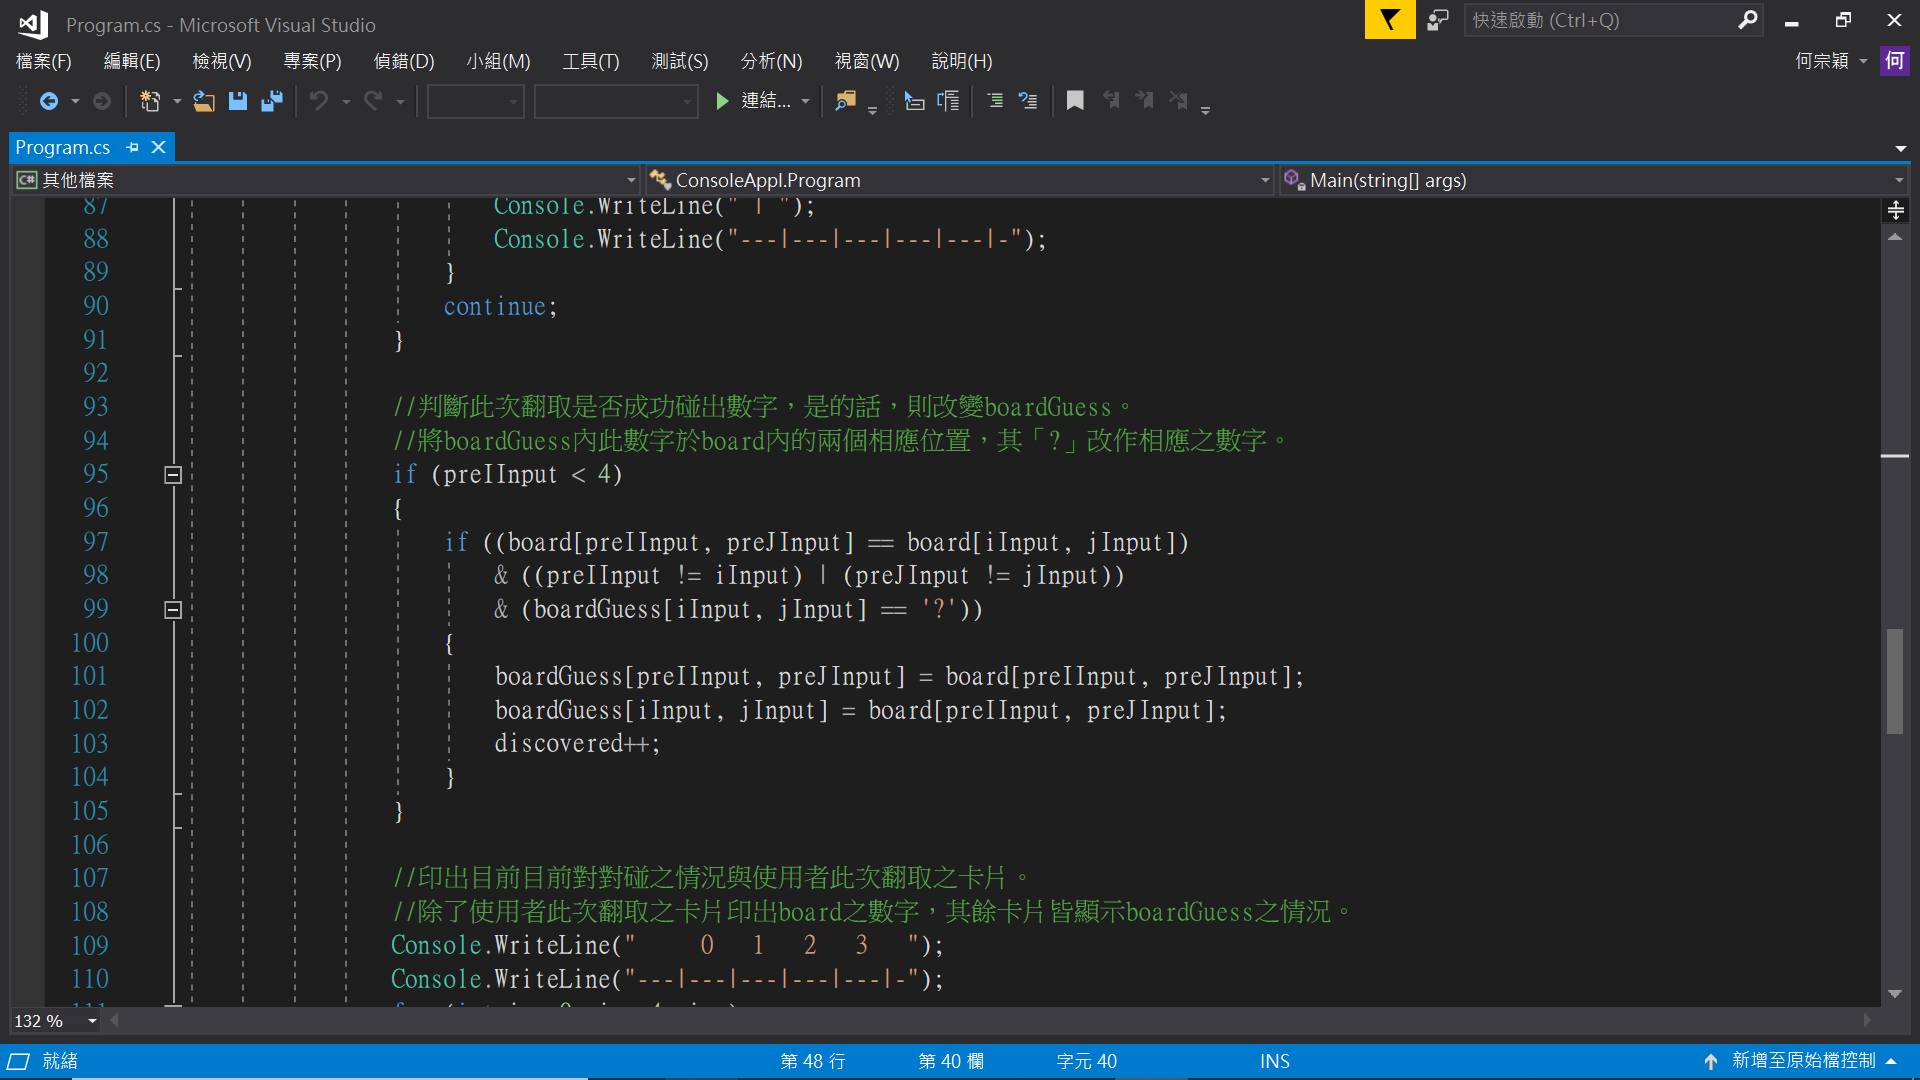 Program.cs - Microsoft Visual Studio
快速啟動 (Ctrl+Q)
檔案(F) 編輯(E) 檢視(V) 專案(P) 偵錯(D) 小組(M) 工具(T) 測試(S) 分析(N) 視窗(W) 說明(H)
何宗穎 何
連結...
Program.cs
C# 其他檔案
ConsoleAppl.Program
Main(string[] args)
87 Console.WriteLine(" | ");
88 Console.WriteLine("---|---|---|---|---|-");
89 }
90 continue;
91 }
92
93 //判斷此次翻取是否成功碰出數字，是的話，則改變boardGuess。
94 //將boardGuess內此數字於board內的兩個相應位置，其「?」改作相應之數字。
95 if (preIInput < 4)
96 {
97 if ((board[preIInput, preJInput] == board[iInput, jInput])
98 & ((preIInput != iInput) | (preJInput != jInput))
99 & (boardGuess[iInput, jInput] == '?'))
100 {
101 boardGuess[preIInput, preJInput] = board[preIInput, preJInput];
102 boardGuess[iInput, jInput] = board[preIInput, preJInput];
103 discovered++;
104 }
105 }
106
107 //印出目前目前對對碰之情況與使用者此次翻取之卡片。
108 //除了使用者此次翻取之卡片印出board之數字，其餘卡片皆顯示boardGuess之情況。
109 Console.WriteLine("     0   1   2   3   ");
110 Console.WriteLine("---|---|---|---|---|-");
132 %
就緒
第 48 行
第 40 欄
字元 40
INS
新增至原始檔控制